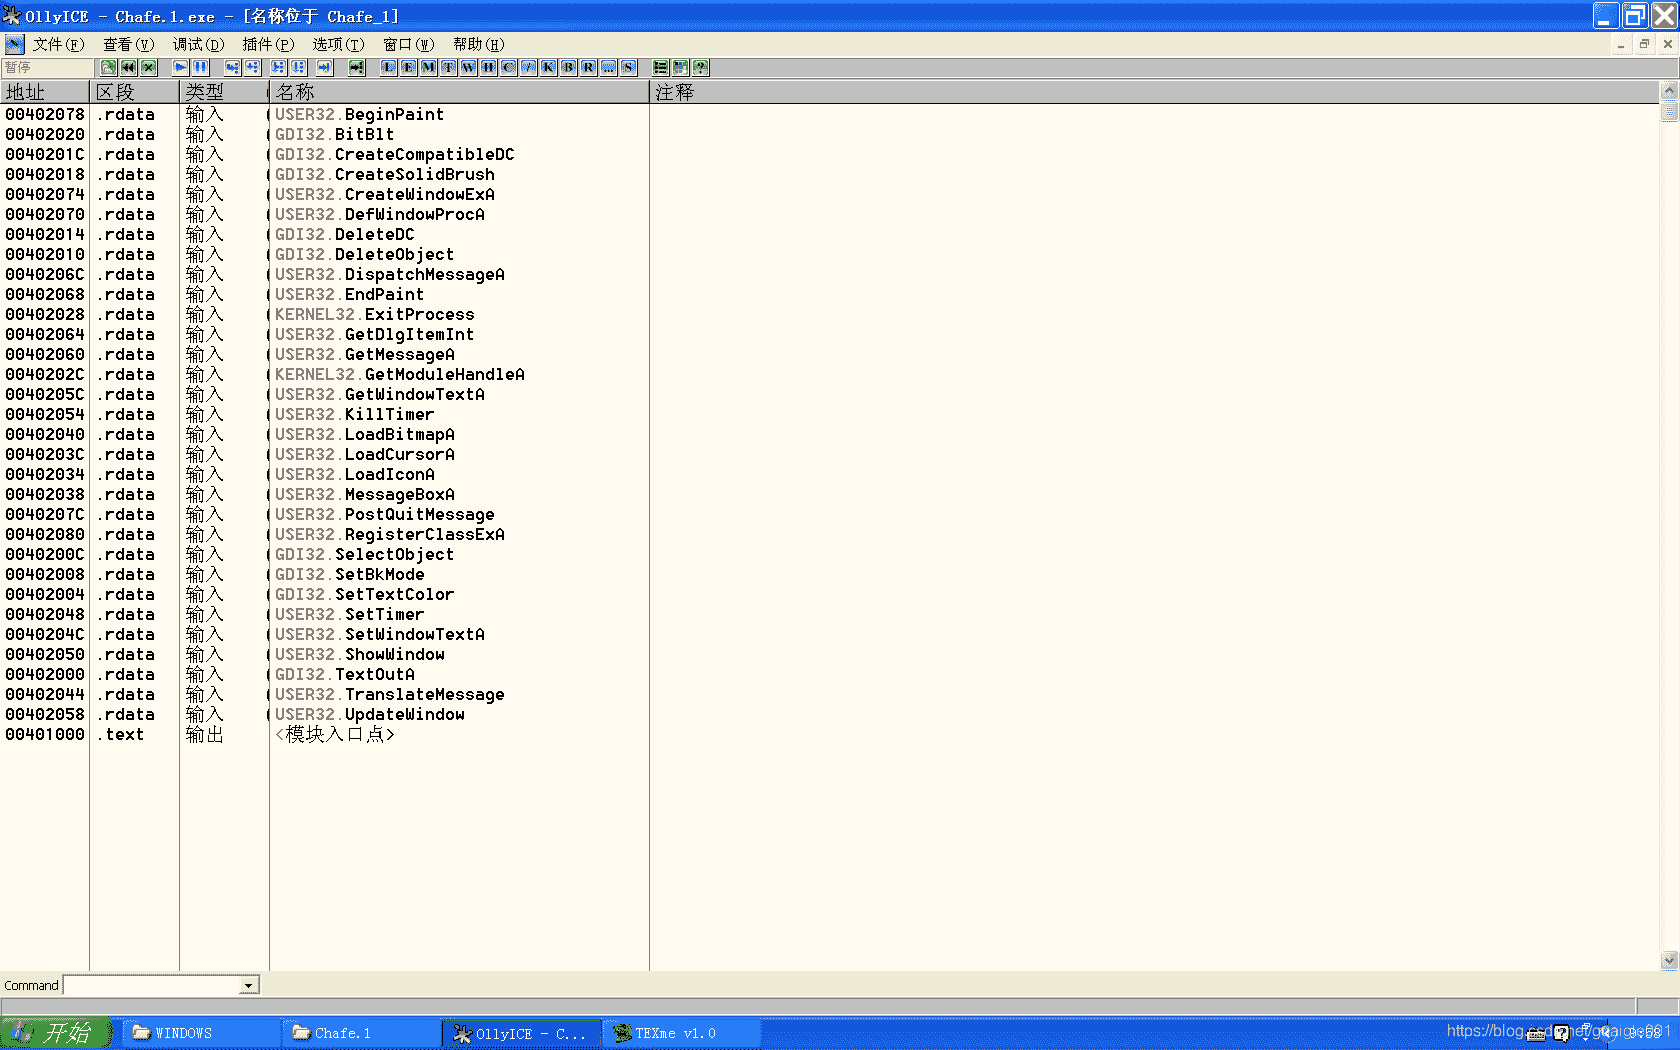 OllyICE - Chafe.1.exe - [名称位于 Chafe_1]
文件(F) 查看(V) 调试(D) 插件(P) 选项(T) 窗口(W) 帮助(H)
暂停 L E M T W H C / K B R ... S ?
地址 区段 类型 名称 注释
00402078 .rdata 输入 USER32.BeginPaint
00402020 .rdata 输入 GDI32.BitBlt
0040201C .rdata 输入 GDI32.CreateCompatibleDC
00402018 .rdata 输入 GDI32.CreateSolidBrush
00402074 .rdata 输入 USER32.CreateWindowExA
00402070 .rdata 输入 USER32.DefWindowProcA
00402014 .rdata 输入 GDI32.DeleteDC
00402010 .rdata 输入 GDI32.DeleteObject
0040206C .rdata 输入 USER32.DispatchMessageA
00402068 .rdata 输入 USER32.EndPaint
00402028 .rdata 输入 KERNEL32.ExitProcess
00402064 .rdata 输入 USER32.GetDlgItemInt
00402060 .rdata 输入 USER32.GetMessageA
0040202C .rdata 输入 KERNEL32.GetModuleHandleA
0040205C .rdata 输入 USER32.GetWindowTextA
00402054 .rdata 输入 USER32.KillTimer
00402040 .rdata 输入 USER32.LoadBitmapA
0040203C .rdata 输入 USER32.LoadCursorA
00402034 .rdata 输入 USER32.LoadIconA
00402038 .rdata 输入 USER32.MessageBoxA
0040207C .rdata 输入 USER32.PostQuitMessage
00402080 .rdata 输入 USER32.RegisterClassExA
0040200C .rdata 输入 GDI32.SelectObject
00402008 .rdata 输入 GDI32.SetBkMode
00402004 .rdata 输入 GDI32.SetTextColor
00402048 .rdata 输入 USER32.SetTimer
0040204C .rdata 输入 USER32.SetWindowTextA
00402050 .rdata 输入 USER32.ShowWindow
00402000 .rdata 输入 GDI32.TextOutA
00402044 .rdata 输入 USER32.TranslateMessage
00402058 .rdata 输入 USER32.UpdateWindow
00401000 .text 输出 <模块入口点>
Command
开始 WINDOWS Chafe.1 OllyICE - C... TEXme v1.0